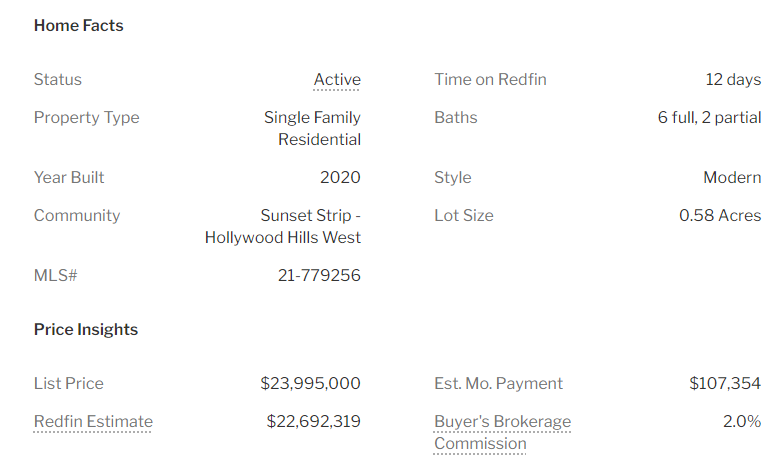 Home Facts
Status Active Time on Redfin 12 days
Property Type Single Family Baths 6 full, 2 partial
Residential
Year Built 2020 Style Modern
Community Sunset Strip - Lot Size 0.58 Acres
Hollywood Hills West
MLS# 21-779256
Price Insights
List Price $23,995,000 Est. Mo. Payment $107,354
Redfin Estimate $22,692,319 Buyer's Brokerage 2.0%
Commission